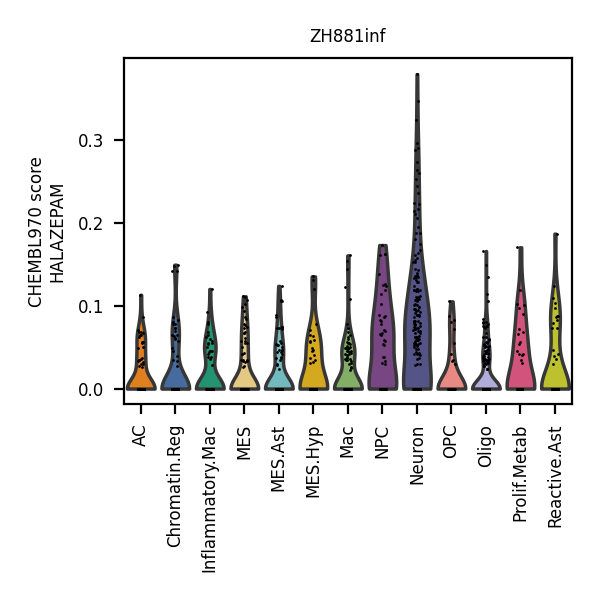 ZH881inf
CHEMBL970 score
HALAZEPAM
0.3
0.2
0.1
0.0
AC
Chromatin.Reg
Inflammatory.Mac
MES
MES.Ast
MES.Hyp
Mac
NPC
Neuron
OPC
Oligo
Prolif.Metab
Reactive.Ast